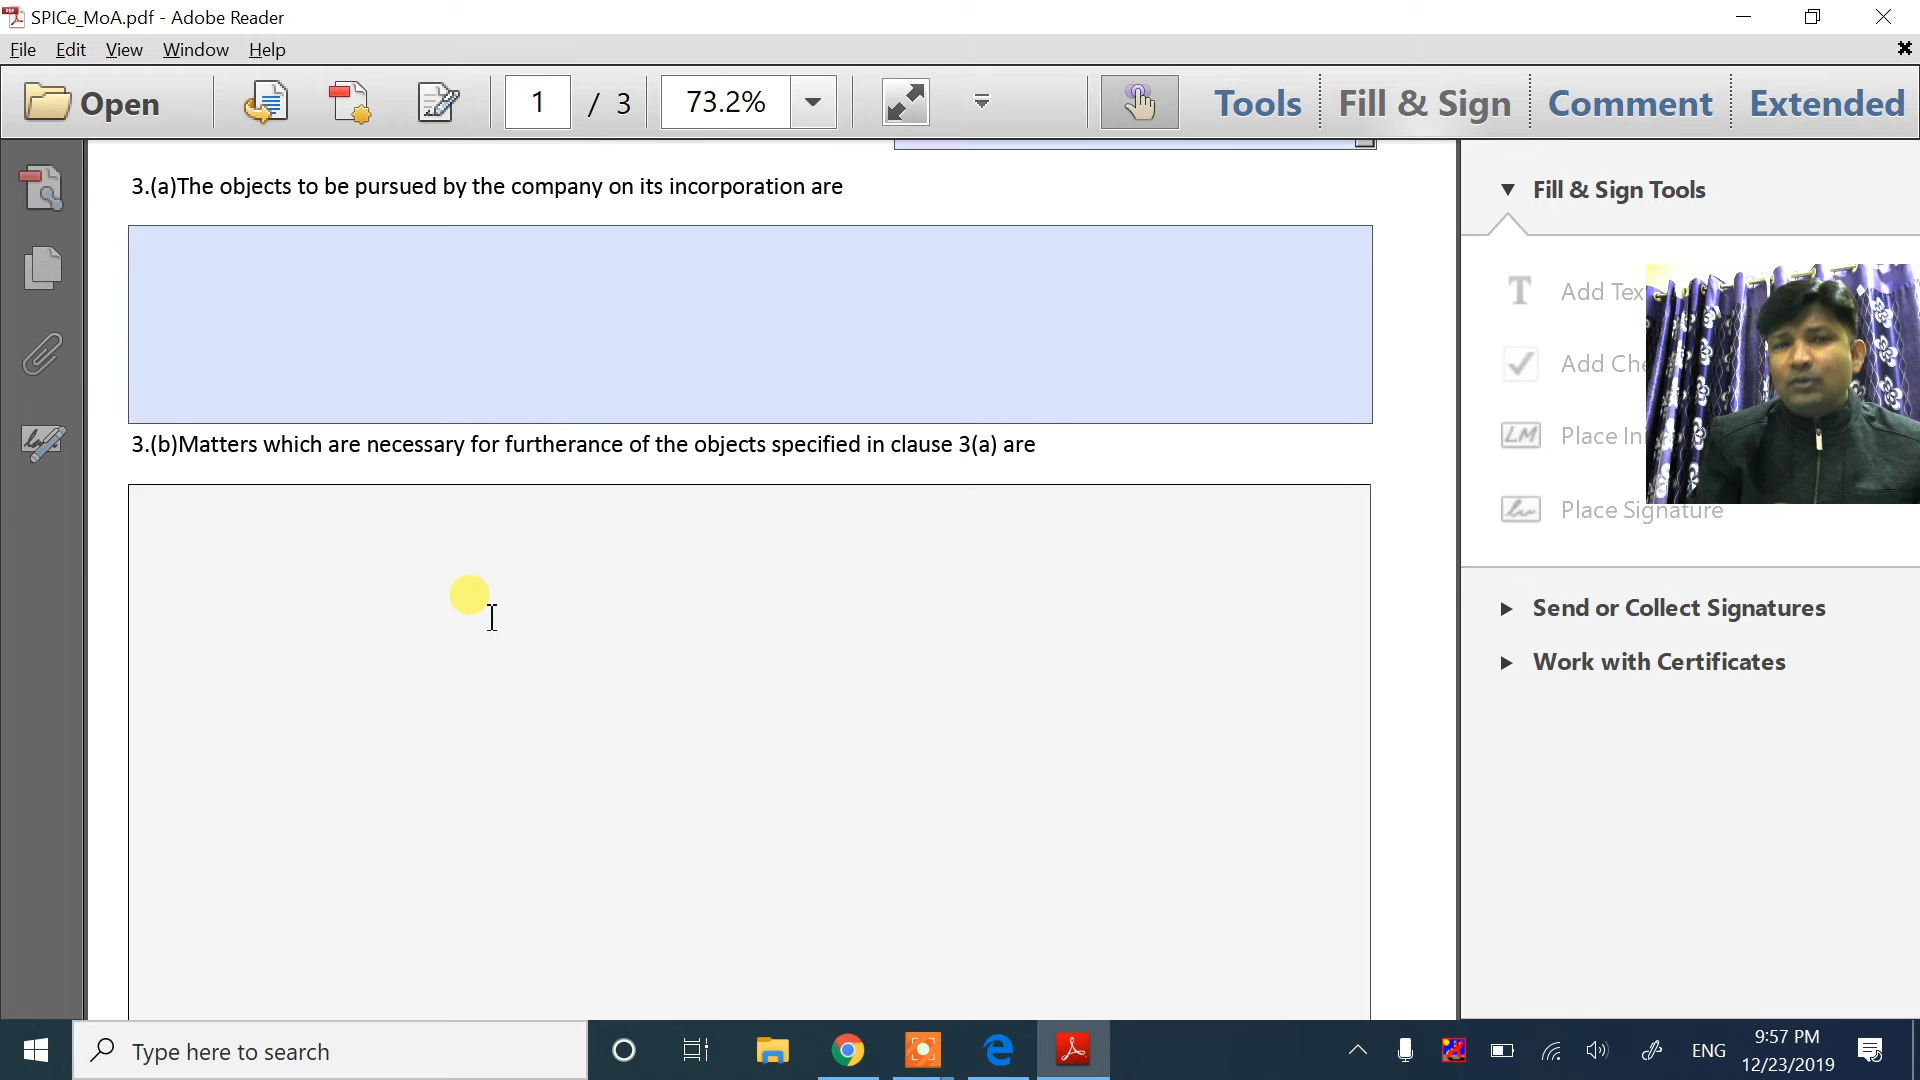 SPICe_MoA.pdf - Adobe Reader
File Edit View Window Help
Open 1 / 3 73.2% Tools Fill & Sign Comment Extended
3.(a)The objects to be pursued by the company on its incorporation are
Fill & Sign Tools
Add Tex
Add Che
3.(b)Matters which are necessary for furtherance of the objects specified in clause 3(a) are
Place In
Place Signature
Send or Collect Signatures
Work with Certificates
Type here to search
ENG
9:57 PM
12/23/2019